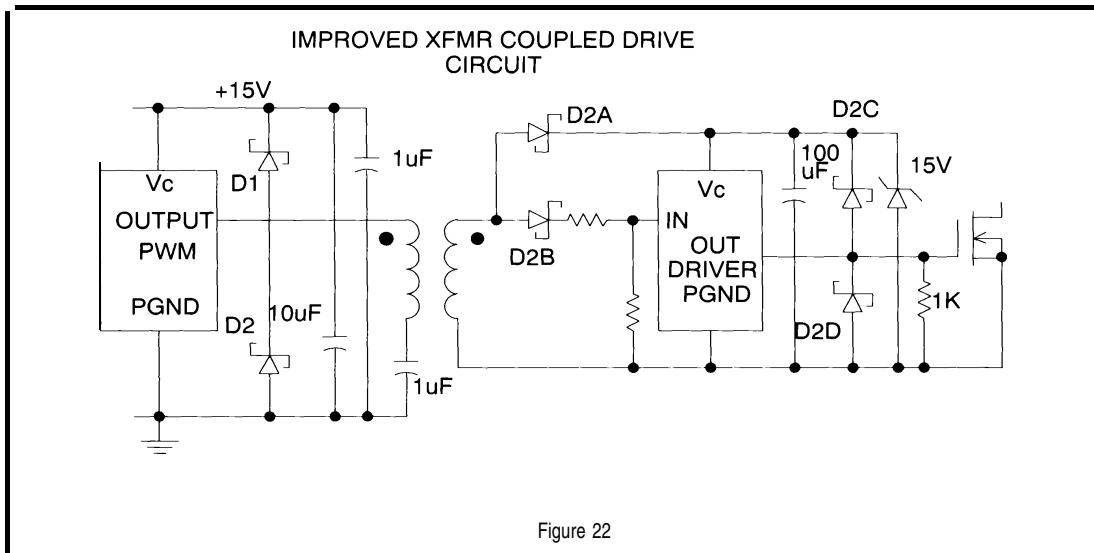 IMPROVED XFMR COUPLED DRIVE
CIRCUIT
+15V
D2A
D2C
1uF
100
uF
15V
Vc
D1
Vc
OUTPUT
PWM
D2B
IN
OUT
DRIVER
PGND
PGND
10uF
D2
1K
D2D
1uF
Figure 22